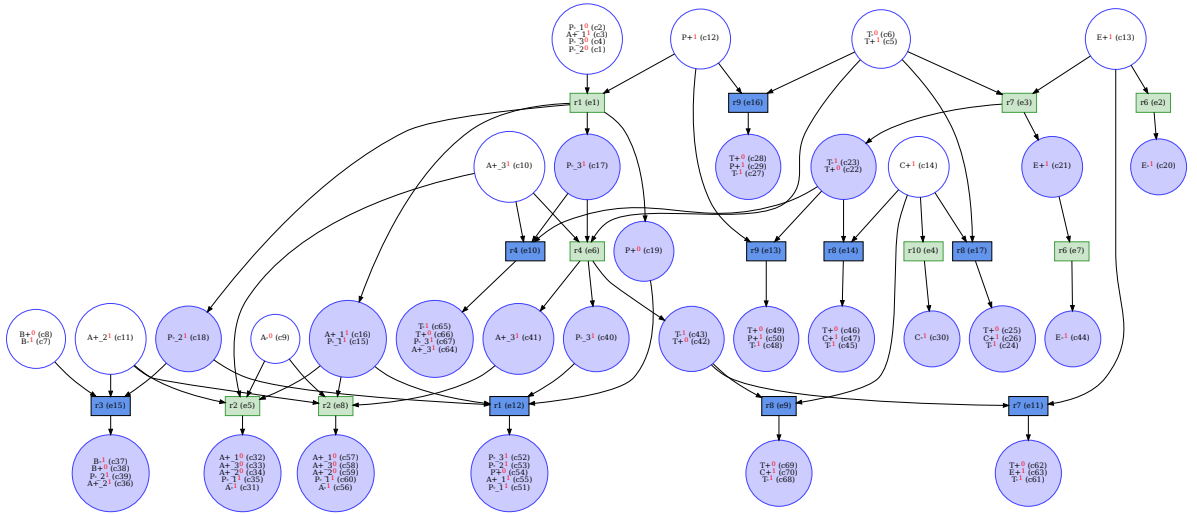 P-_1⁰ (c2)
A+_1¹ (c3)
P-_3⁰ (c4)
P-_2⁰ (c1)
P+¹ (c12)
T-⁰ (c6)
T+¹ (c5)
E+¹ (c13)
r1 (e1)
r9 (e16)
r7 (e3)
r6 (e2)
A+_3¹ (c10)
P-_3¹ (c17)
T+⁰ (c28)
P+¹ (c29)
T-¹ (c27)
T-¹ (c23)
T+⁰ (c22)
C+¹ (c14)
E+¹ (c21)
E-¹ (c20)
r4 (e10)
r4 (e6)
P+⁰ (c19)
r9 (e13)
r8 (e14)
r10 (e4)
r8 (e17)
r6 (e7)
B+⁰ (c8)
B-¹ (c7)
A+_2¹ (c11)
P-_2¹ (c18)
A-⁰ (c9)
A+_1¹ (c16)
P-_1¹ (c15)
T-¹ (c65)
T+⁰ (c66)
P-_3¹ (c67)
A+_3¹ (c64)
A+_3¹ (c41)
P-_3¹ (c40)
T-¹ (c43)
T+⁰ (c42)
T+⁰ (c49)
P+¹ (c50)
T-¹ (c48)
T+⁰ (c46)
C+¹ (c47)
T-¹ (c45)
C-¹ (c30)
T+⁰ (c25)
C+¹ (c26)
T-¹ (c24)
E-¹ (c44)
r3 (e15)
r2 (e5)
r2 (e8)
r1 (e12)
r8 (e9)
r7 (e11)
B-¹ (c37)
B+⁰ (c38)
P-_2¹ (c39)
A+_2¹ (c36)
A+_1⁰ (c32)
A+_3⁰ (c33)
A+_2⁰ (c34)
P-_1¹ (c35)
A-¹ (c31)
A+_1⁰ (c57)
A+_3⁰ (c58)
A+_2⁰ (c59)
P-_1¹ (c60)
A-¹ (c56)
P-_3¹ (c52)
P-_2¹ (c53)
P+⁰ (c54)
A+_1¹ (c55)
P-_1¹ (c51)
T+⁰ (c69)
C+¹ (c70)
T-¹ (c68)
T+⁰ (c62)
E+¹ (c63)
T-¹ (c61)